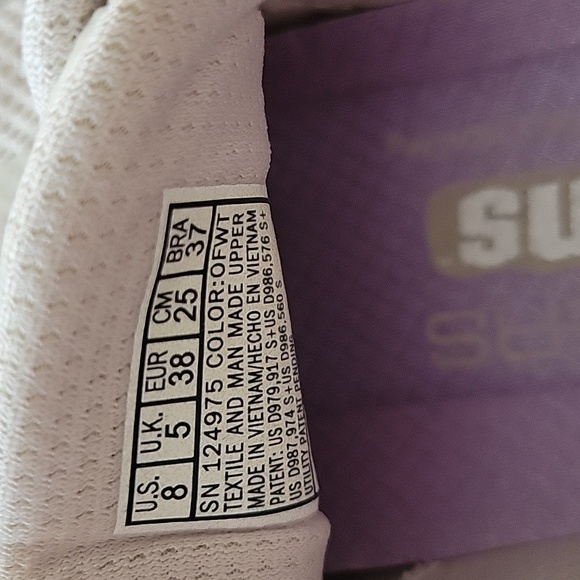 U.S. U.K. EUR CM BRA
8 5 38 25 37
SN 124975 COLOR:OFWT
TEXTILE AND MAN MADE UPPER
MADE IN VIETNAM/HECHO EN VIETNAM
PATENT: US D979,917 S+US D986,576 S+
US D987,974 S+US D986,560 S
UTILITY PATENT PENDING
SU